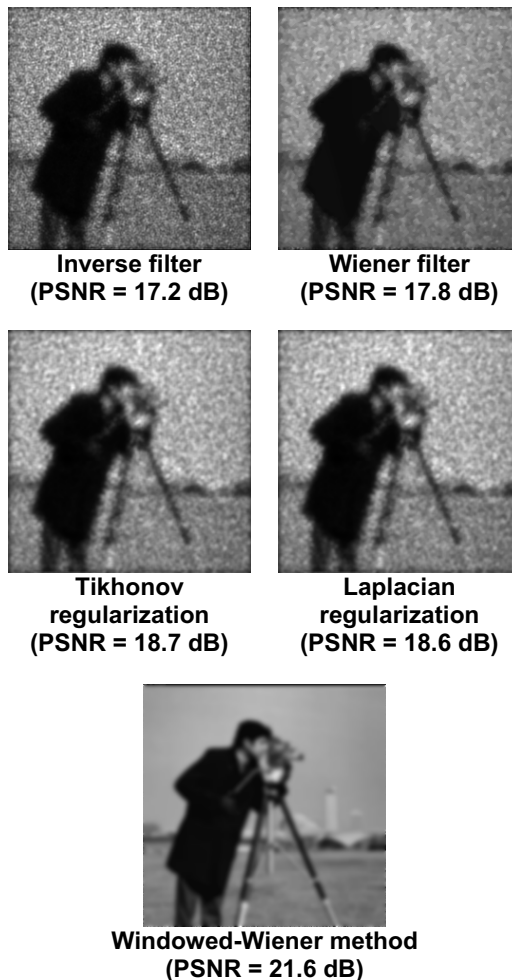 Inverse filter
Wiener filter
(PSNR = 17.2 dB)
(PSNR = 17.8 dB)
Tikhonov
regularization
(PSNR = 18.7 dB)
Laplacian
regularization
(PSNR = 18.6 dB)
Windowed-Wiener method
(PSNR = 21.6 dB)